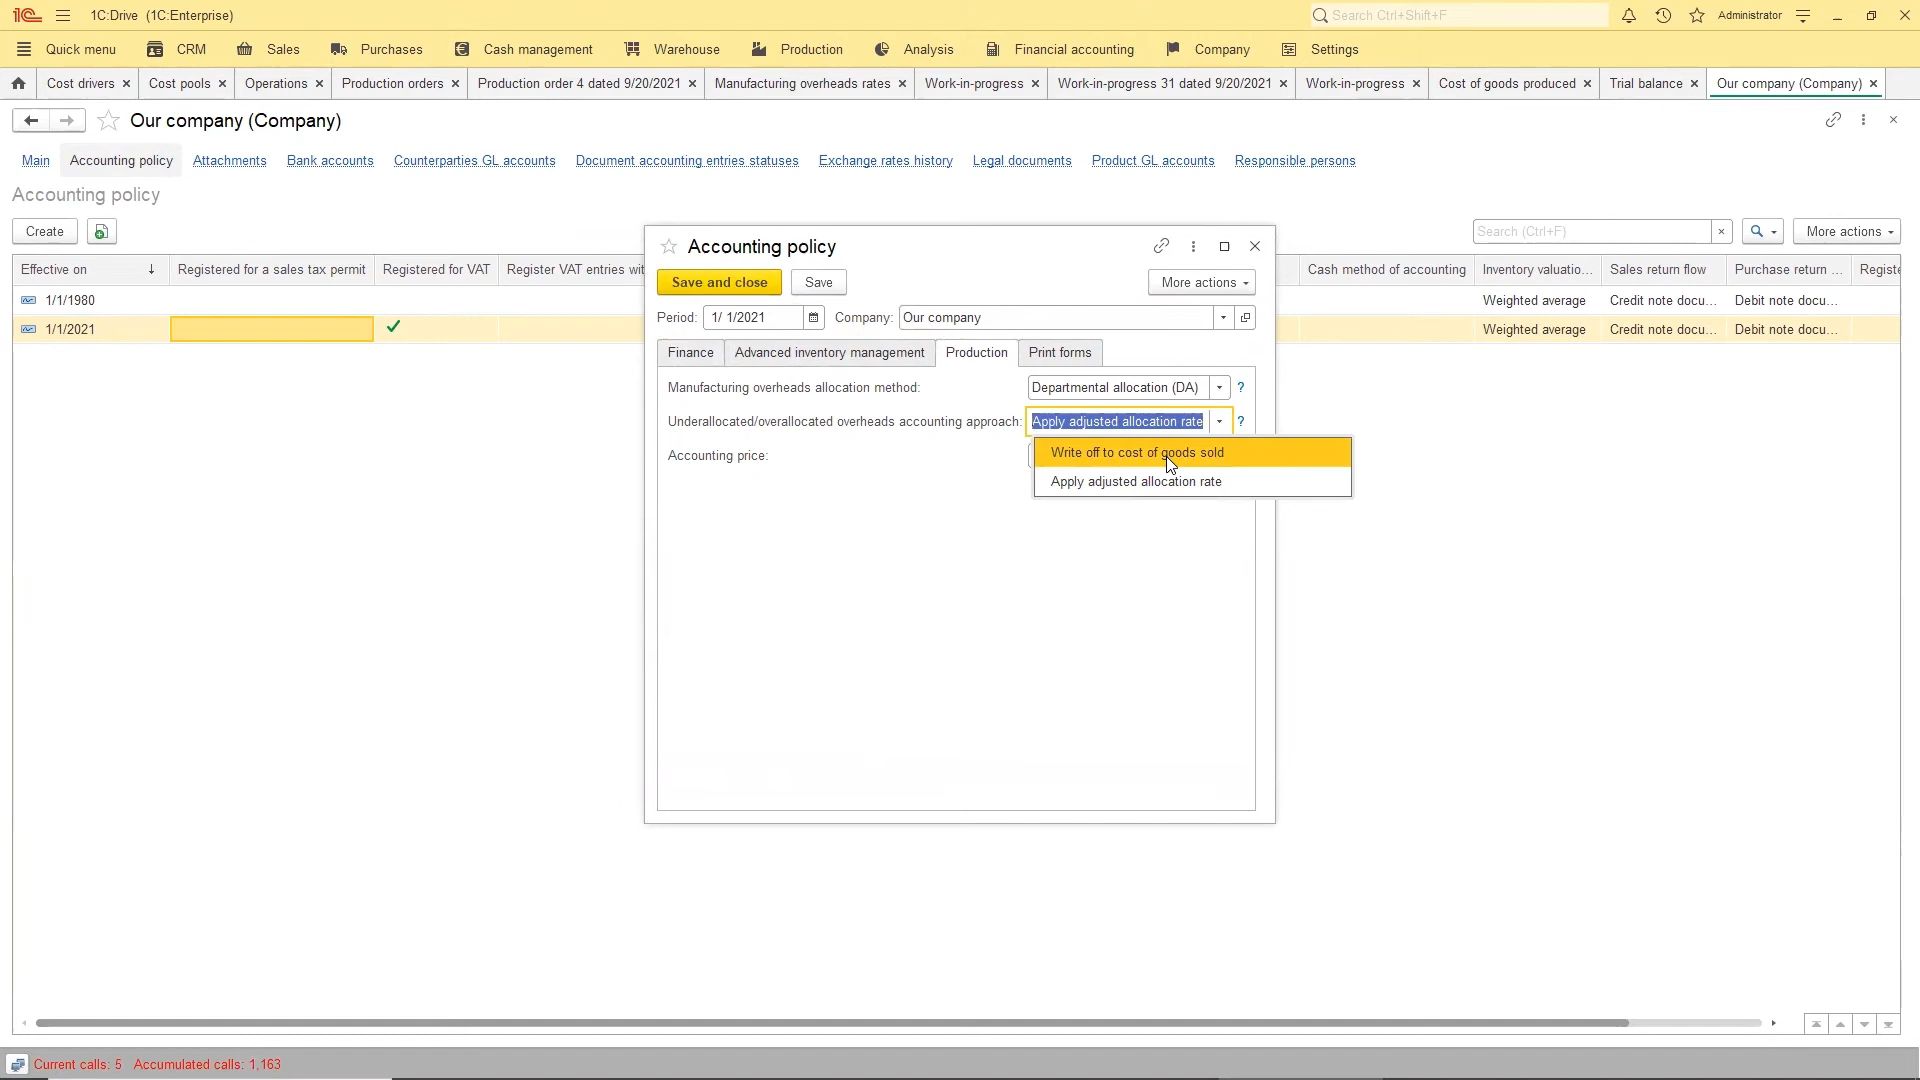 1C:Drive (1C:Enterprise)
Search Ctrl+Shift+F
Administrator
Quick menu CRM Sales Purchases Cash management Warehouse Production Analysis Financial accounting Company Settings
Cost drivers Cost pools Operations Production orders Production order 4 dated 9/20/2021 Manufacturing overheads rates Work-in-progress Work-in-progress 31 dated 9/20/2021 Work-in-progress Cost of goods produced Trial balance Our company (Company)
Our company (Company)
Main Accounting policy Attachments Bank accounts Counterparties GL accounts Document accounting entries statuses Exchange rates history Legal documents Product GL accounts Responsible persons
Accounting policy
Create
Search (Ctrl+F)
More actions
Effective on Registered for a sales tax permit Registered for VAT Register VAT entries wit Cash method of accounting Inventory valuatio... Sales return flow Purchase return ... Registe
1/1/1980 Weighted average Credit note docu... Debit note docu...
1/1/2021 Weighted average Credit note docu... Debit note docu...
Accounting policy
Save and close Save More actions
Period: 1/ 1/2021 Company: Our company
Finance Advanced inventory management Production Print forms
Manufacturing overheads allocation method: Departmental allocation (DA) ?
Underallocated/overallocated overheads accounting approach: Apply adjusted allocation rate ?
Accounting price:
Write off to cost of goods sold
Apply adjusted allocation rate
Current calls: 5 Accumulated calls: 1,163